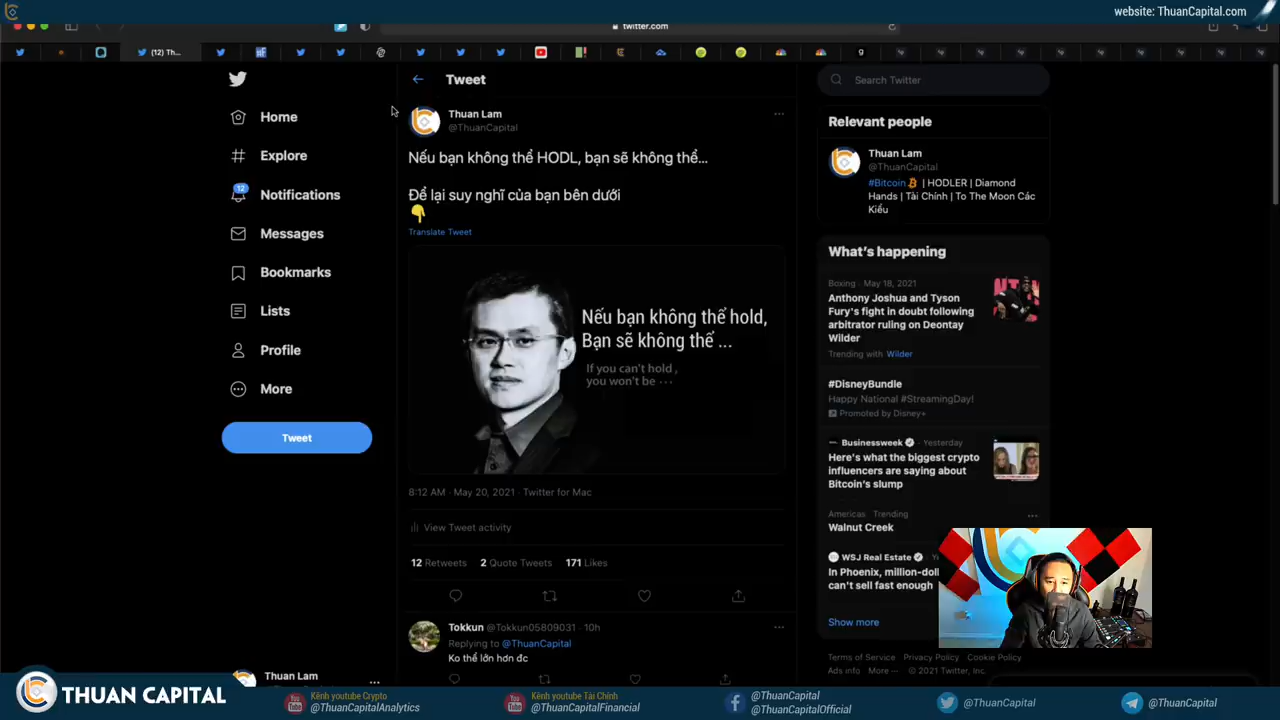 website: ThuanCapital.com
twitter.com
(12) Th...
Tweet
Search Twitter
Home
Explore
12
Notifications
Messages
Bookmarks
Lists
Profile
More
Tweet
Thuan Lam
@ThuanCapital
Nếu bạn không thể HODL, bạn sẽ không thể...
Để lại suy nghĩ của bạn bên dưới
👇
Translate Tweet
Nếu bạn không thể hold,
Bạn sẽ không thể ...
If you can't hold ,
you won't be ...
8:12 AM · May 20, 2021 · Twitter for Mac
View Tweet activity
12 Retweets 2 Quote Tweets 171 Likes
Tokkun @Tokkun05809031 · 10h
Replying to @ThuanCapital
Ko thể lớn hơn đc
Relevant people
Thuan Lam
@ThuanCapital
#Bitcoin | HODLER | Diamond
Hands | Tài Chính | To The Moon Các
Kiểu
What's happening
Boxing · May 18, 2021
Anthony Joshua and Tyson
Fury's fight in doubt following
arbitrator ruling on Deontay
Wilder
Trending with Wilder
#DisneyBundle
Happy National #StreamingDay!
Promoted by Disney+
Businessweek · Yesterday
Here's what the biggest crypto
influencers are saying about
Bitcoin's slump
Americas · Trending
Walnut Creek
WSJ Real Estate
In Phoenix, million-doll
can't sell fast enough
Show more
Terms of Service Privacy Policy Cookie Policy
Ad info More ... © 2021 Twitter, Inc.
Thuan Lam
THUAN CAPITAL
Kênh youtube Crypto
@ThuanCapitalAnalytics
Kênh youtube Tài Chính
@ThuanCapitalFinancial
@ThuanCapital
@ThuanCapitalOfficial
@ThuanCapital
@ThuanCapital